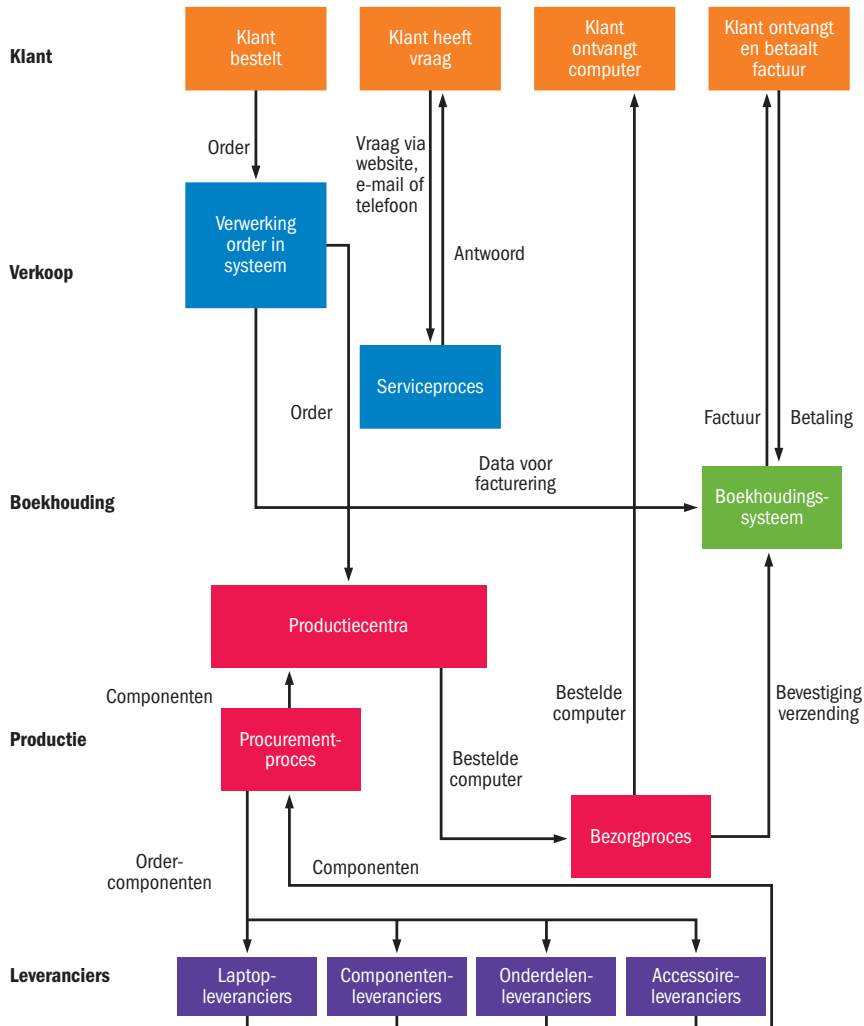 Klant
Klant
bestelt
Klant heeft
vraag
Klant
ontvangt
computer
Klant ontvangt
en betaalt
factuur
Order
Vraag via
website,
e-mail of
telefoon
Verkoop
Verwerking
order in
systeem
Antwoord
Serviceproces
Order
Factuur
Betaling
Boekhouding
Data voor
facturering
Boekhoudings-
systeem
Productiecentra
Componenten
Productie
Procurement-
proces
Bestelde
computer
Bestelde
computer
Bevestiging
verzending
Bezorgproces
Order-
componenten
Componenten
Leveranciers
Laptop-
leveranciers
Componenten-
leveranciers
Onderdelen-
leveranciers
Accessoire-
leveranciers